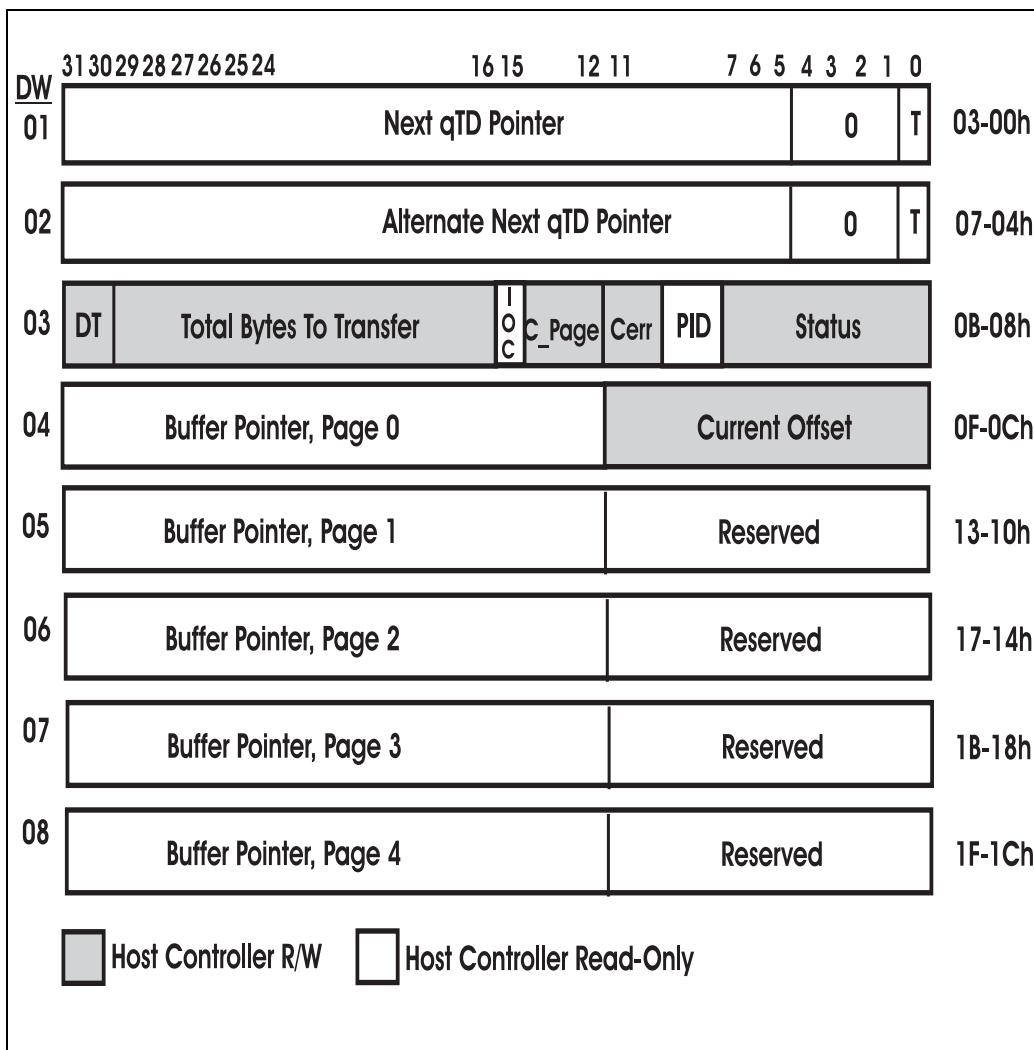 31 30 29 28 27 26 25 24 16 15 12 11 7 6 5 4 3 2 1 0
DW
01 Next qTD Pointer 0 T 03-00h
02 Alternate Next qTD Pointer 0 T 07-04h
03 DT Total Bytes To Transfer IOC C_Page Cerr PID Status 0B-08h
04 Buffer Pointer, Page 0 Current Offset 0F-0Ch
05 Buffer Pointer, Page 1 Reserved 13-10h
06 Buffer Pointer, Page 2 Reserved 17-14h
07 Buffer Pointer, Page 3 Reserved 1B-18h
08 Buffer Pointer, Page 4 Reserved 1F-1Ch
Host Controller R/W Host Controller Read-Only